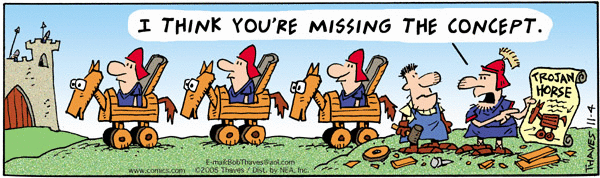 I THINK YOU'RE MISSING THE CONCEPT.
TROJAN
HORSE
E-mail:BobThaves@aol.com
www.comics.com ©2005 Thaves / Dist. by NEA, Inc.
THAVES 11-4